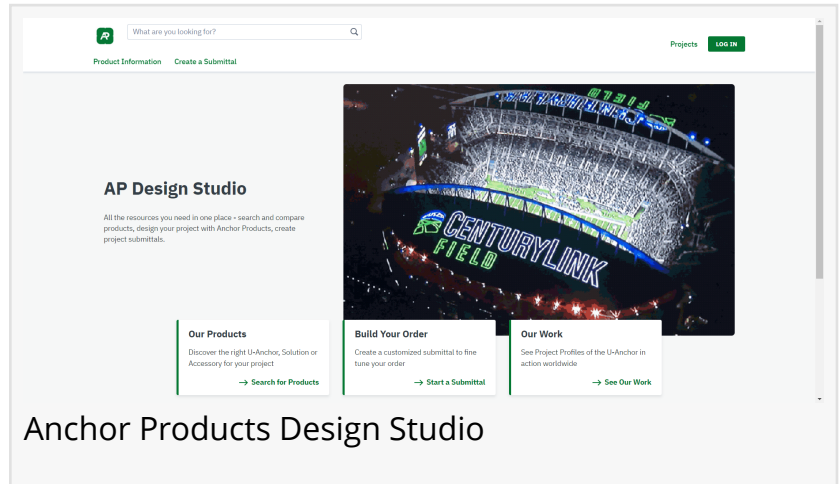 What are you looking for?
Projects
LOG IN
Product Information
Create a Submittal
CENTURYLINK
FIELD
CENTURYLINK
FIELD
AP Design Studio
All the resources you need in one place - search and compare
products, design your project with Anchor Products, create
project submittals.
Our Products
Discover the right U-Anchor, Solution or
Accessory for your project
→ Search for Products
Build Your Order
Create a customized submittal to fine
tune your order
→ Start a Submittal
Our Work
See Project Profiles of the U-Anchor in
action worldwide
→ See Our Work
Anchor Products Design Studio